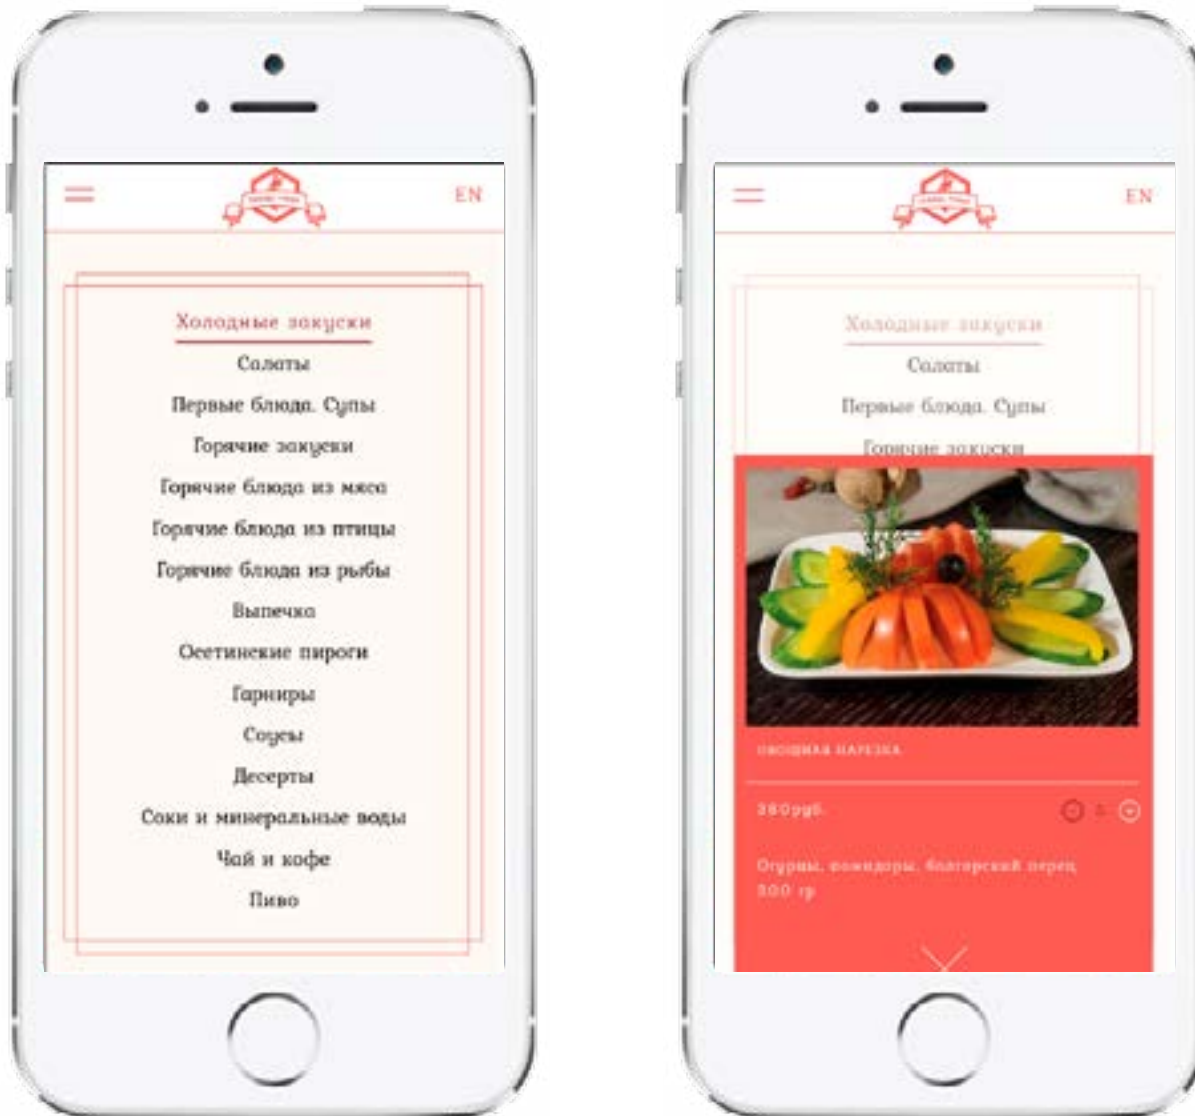 EN
Холодные закуски
Салаты
Первые блюда. Супы
Горячие закуски
Горячие блюда из мяса
Горячие блюда из птицы
Горячие блюда из рыбы
Выпечка
Осетинские пироги
Гарниры
Соусы
Десерты
Соки и минеральные воды
Чай и кофе
Пиво
EN
Холодные закуски
Салаты
Первые блюда. Супы
Горячие закуски
ОВОЩНАЯ НАРЕЗКА
руб.
Огурцы, помидоры, болгарский перец
300 гр